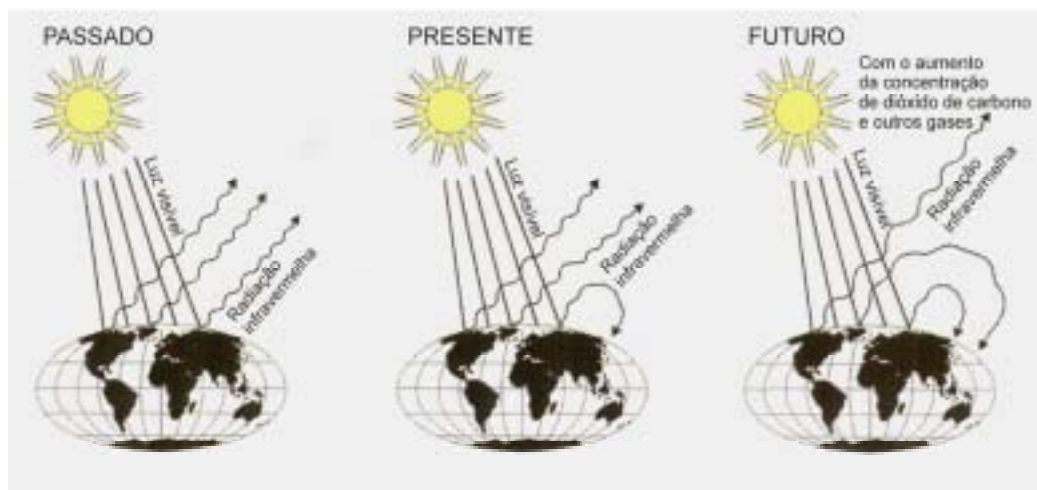 PASSADO
Luz visível
Radiação
infravermelha
PRESENTE
Luz visível
Radiação
infravermelha
FUTURO
Com o aumento
da concentração
de dióxido de carbono
e outros gases
Luz visível
Radiação
infravermelha